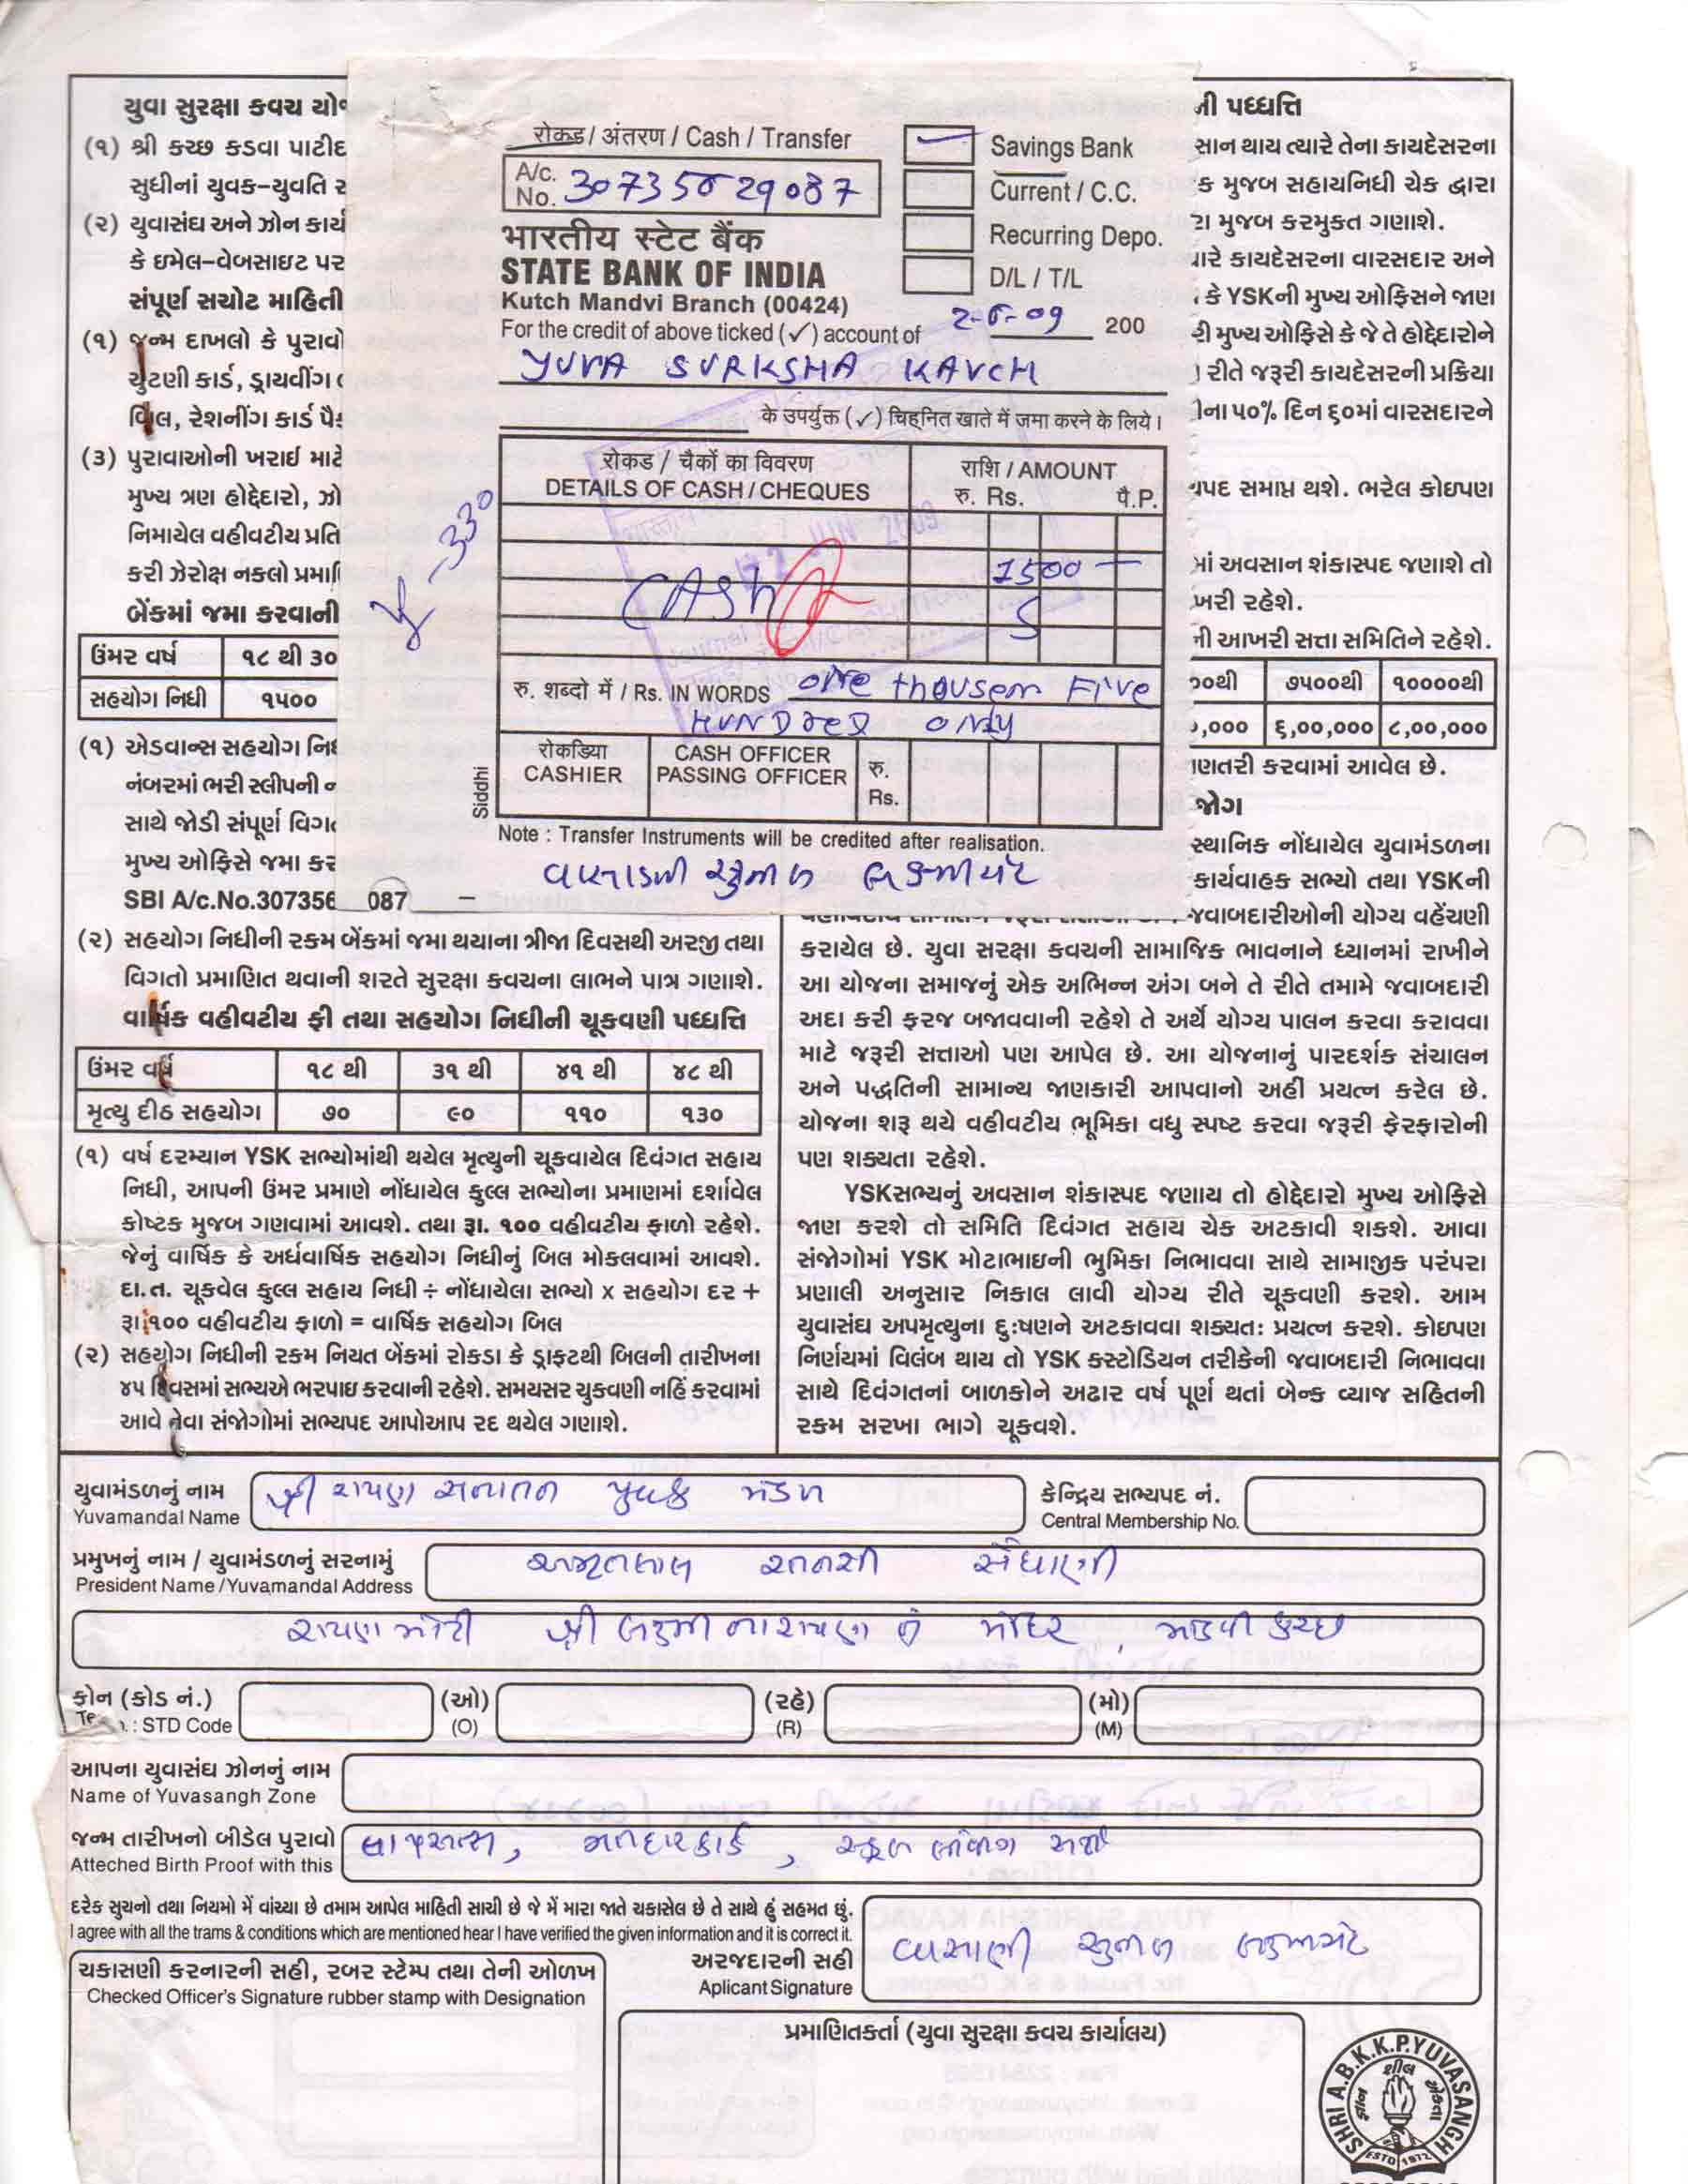 યુવા સુરક્ષા કવચ
(૧) શ્રી કચ્છ કડવા પાટીદ
સુધીનાં યુવક-યુવતિ
(૨) યુવાસંઘ અને ઝોન કાર્ય
કે ઇમેલ-વેબસાઇટ પર
સંપૂર્ણ સચોટ માહિતી
(૧) જન્મ દાખલો કે પુરાવો
ચુંટણી કાર્ડ, ડ્રાયવીંગ
બિલ, રેશનીંગ કાર્ડ
(૩) પુરાવાઓની ખરાઇ માટે
મુખ્ય ત્રણ હોદ્દેદારો, ઝો
નિમાયેલ વહીવટીય પ્રતિ
કરી ઝેરોક્ષ નકલો
બેંકમાં જમા કરવાની
ઉંમર વર્ષ ૧૮ થી ૩૦
સહયોગ નિધી ૧૫૦૦
(૧) એડવાન્સ સહયોગ
નંબરમાં ભરી સ્લીપની
સાથે જોડી સંપૂર્ણ
મુખ્ય ઓફિસે જમા કર
SBI A/c.No.307356 087
रोकड / अंतरण / Cash / Transfer
A/c. No. 30735629087
Savings Bank
Current / C.C.
Recurring Depo.
D/L / T/L
भारतीय स्टेट बैंक
STATE BANK OF INDIA
Kutch Mandvi Branch (00424)
For the credit of above ticked (✓) account of 2-6-09 200
YUVA SURKSHA KAVCH
के उपर्युक्त (✓) चिह्नित खाते में जमा करने के लिये।
रोकड / चैकों का विवरण
DETAILS OF CASH / CHEQUES
राशि / AMOUNT
रु. Rs. पै.P.
330
CASH
1500 —
रु. शब्दो में / Rs. IN WORDS one thousem Five
HUNDRED ONLY
रोकडिया
CASHIER
CASH OFFICER
PASSING OFFICER
रु.
Rs.
Siddhi
Note : Transfer Instruments will be credited after realisation.
ની પધ્ધતિ
સાન થાય ત્યારે તેના કાયદેસરના
ક મુજબ સહાયનિધી ચેક દ્વારા
મુજબ કરમુકત ગણાશે.
યારે કાયદેસરના વારસદાર અને
કે YSKની મુખ્ય ઓફિસને જાણ
રી મુખ્ય ઓફિસે કે જે તે હોદ્દેદારોને
રીતે જરૂરી કાયદેસરની પ્રક્રિયા
ના ૫૦% દિન ૬૦માં વારસદારને
યપદ સમાપ્ત થશે. ભરેલ કોઇપણ
માં અવસાન શંકાસ્પદ જણાશે તો
ખરી રહેશે.
ની આખરી સત્તા સમિતિને રહેશે.
૦૦થી ૭૫૦૦થી ૧૦૦૦૦થી
,૦૦૦ ૬,૦૦,૦૦૦ ૮,૦૦,૦૦૦
ણતરી કરવામાં આવેલ છે.
જોગ
સ્થાનિક નોંધાયેલ યુવામંડળના
કાર્યવાહક સભ્યો તથા YSKની
જવાબદારીઓની યોગ્ય વહેંચણી
(૨) સહયોગ નિધીની રકમ બેંકમાં જમા થયાના ત્રીજા દિવસથી અરજી તથા
વિગતો પ્રમાણિત થવાની શરતે સુરક્ષા કવચના લાભને પાત્ર ગણાશે.
વાર્ષિક વહીવટીય ફી તથા સહયોગ નિધીની ચૂકવણી પધ્ધતિ
ઉંમર વર્ષ ૧૮ થી ૩૧ થી ૪૧ થી ૪૮ થી
મૃત્યુ દીઠ સહયોગ ૭૦ ૯૦ ૧૧૦ ૧૩૦
(૧) વર્ષ દરમ્યાન YSK સભ્યોમાંથી થયેલ મૃત્યુની ચૂકવાયેલ દિવંગત સહાય
નિધી, આપની ઉંમર પ્રમાણે નોંધાયેલ કુલ્લ સભ્યોના પ્રમાણમાં દર્શાવેલ
કોષ્ટક મુજબ ગણવામાં આવશે. તથા રૂા. ૧૦૦ વહીવટીય ફાળો રહેશે.
જેનું વાર્ષિક કે અર્ધવાર્ષિક સહયોગ નિધીનું બિલ મોકલવામાં આવશે.
દા.ત. ચૂકવેલ કુલ્લ સહાય નિધી ÷ નોંધાયેલા સભ્યો x સહયોગ દર +
રૂા.૧૦૦ વહીવટીય ફાળો = વાર્ષિક સહયોગ બિલ
(૨) સહયોગ નિધીની રકમ નિયત બેંકમાં રોકડા કે ડ્રાફ્ટથી બિલની તારીખના
૪૫ દિવસમાં સભ્યએ ભરપાઇ કરવાની રહેશે. સમયસર ચુકવણી નહિં કરવામાં
આવે તેવા સંજોગોમાં સભ્યપદ આપોઆપ રદ થયેલ ગણાશે.
કરાયેલ છે. યુવા સરક્ષા કવચની સામાજિક ભાવનાને ધ્યાનમાં રાખીને
આ યોજના સમાજનું એક અભિન્ન અંગ બને તે રીતે તમામે જવાબદારી
અદા કરી ફરજ બજાવવાની રહેશે તે અર્થે યોગ્ય પાલન કરવા કરાવવા
માટે જરૂરી સત્તાઓ પણ આપેલ છે. આ યોજનાનું પારદર્શક સંચાલન
અને પદ્ધતિની સામાન્ય જાણકારી આપવાનો અહીં પ્રયત્ન કરેલ છે.
યોજના શરૂ થયે વહીવટીય ભૂમિકા વધુ સ્પષ્ટ કરવા જરૂરી ફેરફારોની
પણ શક્યતા રહેશે.
YSKસભ્યનું અવસાન શંકાસ્પદ જણાય તો હોદ્દેદારો મુખ્ય ઓફિસે
જાણ કરશે તો સમિતિ દિવંગત સહાય ચેક અટકાવી શકશે. આવા
સંજોગોમાં YSK મોટાભાઇની ભુમિકા નિભાવવા સાથે સામાજીક પરંપરા
પ્રણાલી અનુસાર નિકાલ લાવી યોગ્ય રીતે ચૂકવણી કરશે. આમ
યુવાસંઘ અપમૃત્યુના દુઃષણને અટકાવવા શક્યતઃ પ્રયત્ન કરશે. કોઇપણ
નિર્ણયમાં વિલંબ થાય તો YSK કસ્ટોડિયન તરીકેની જવાબદારી નિભાવવા
સાથે દિવંગતનાં બાળકોને અઢાર વર્ષ પૂર્ણ થતાં બેન્ક વ્યાજ સહિતની
રકમ સરખા ભાગે ચૂકવશે.
યુવામંડળનું નામ શ્રી રાયણ સનાતન યુવક મંડળ
Yuvamandal Name
કેન્દ્રિય સભ્યપદ નં.
Central Membership No.
પ્રમુખનું નામ / યુવામંડળનું સરનામું અમૃતલાલ રતનશી સેંઘાણી
President Name /Yuvamandal Address
રાયણ મોટી શ્રી લક્ષ્મીનારાયણ નું મંદિર , માંડવી કચ્છ
ફોન (કોડ નં.) (ઓ) (રહે) (મો)
: STD Code (O) (R) (M)
આપના યુવાસંઘ ઝોનનું નામ
Name of Yuvasangh Zone
જન્મ તારીખનો બીડેલ પુરાવો લાયસન્સ, મતદારકાર્ડ, સ્કૂલ લીવીંગ સર્ટી
Atteched Birth Proof with this
દરેક સુચનો તથા નિયમો મેં વાંચ્યા છે તમામ આપેલ માહિતી સાચી છે જે મેં મારા જાતે ચકાસેલ છે તે સાથે હું સહમત છું.
I agree with all the trams & conditions which are mentioned hear I have verified the given information and it is correct it.
અરજદારની સહી
Aplicant Signature
ચકાસણી કરનારની સહી, રબર સ્ટેમ્પ તથા તેની ઓળખ
Checked Officer's Signature rubber stamp with Designation
પ્રમાણિતકર્તા (યુવા સુરક્ષા કવચ કાર્યાલય)
SHRI A.B.K.K.P. YUVASANGH
ESTD 1972